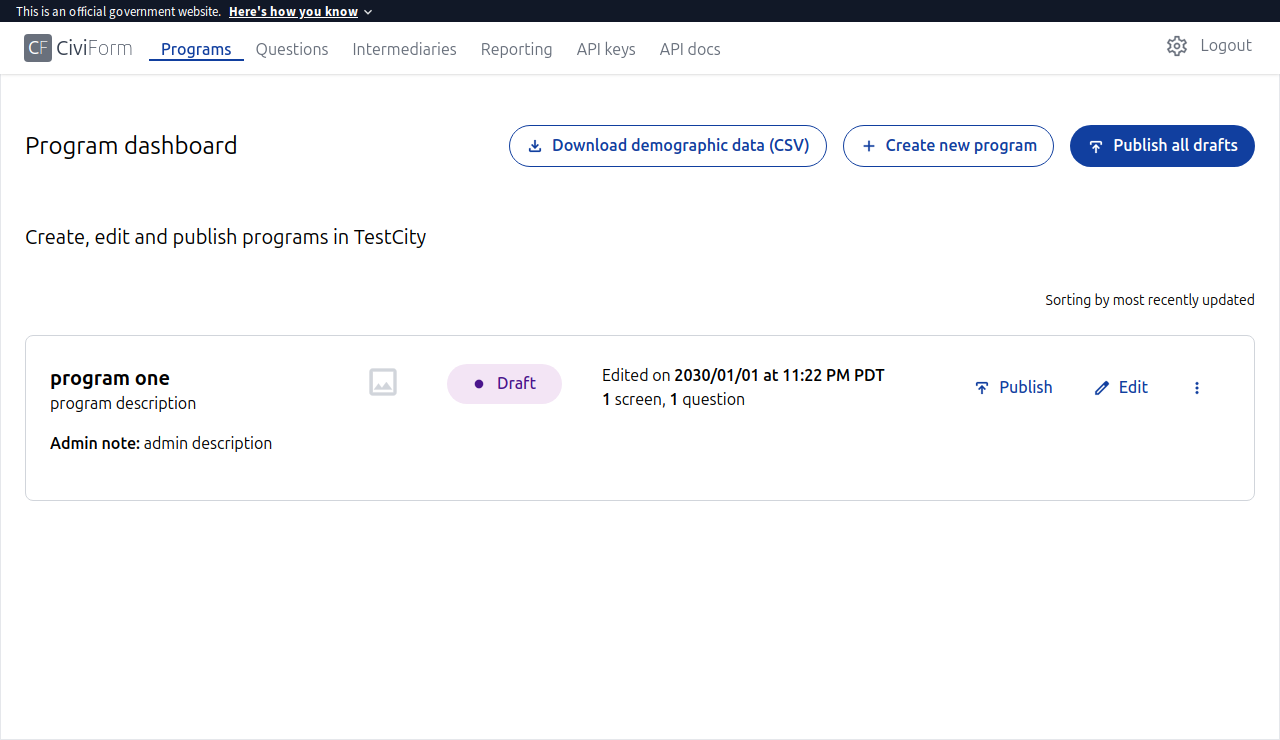 This is an official government website. Here's how you know
CF CiviForm Programs Questions Intermediaries Reporting API keys API docs Logout
Program dashboard Download demographic data (CSV) Create new program Publish all drafts
Create, edit and publish programs in TestCity
Sorting by most recently updated
program one
program description
Admin note: admin description
Draft
Edited on 2030/01/01 at 11:22 PM PDT
1 screen, 1 question
Publish Edit